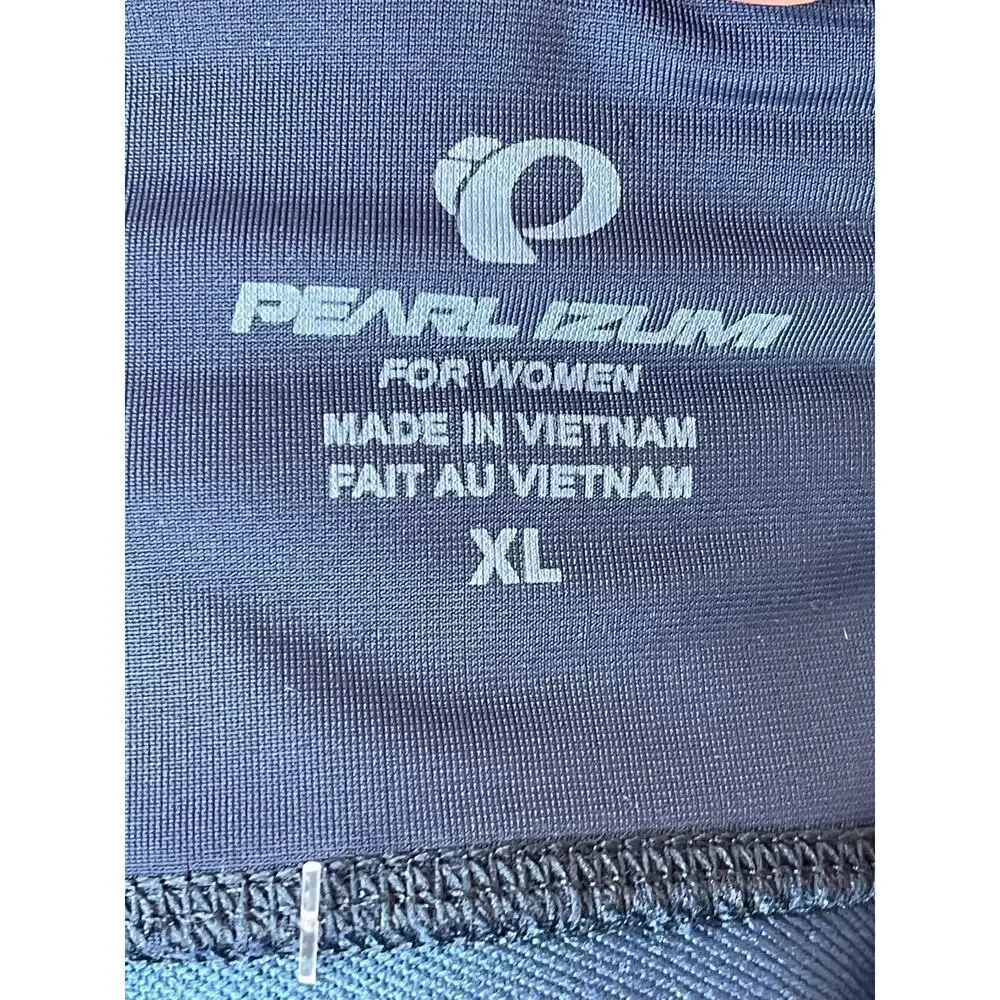 PEARL IZUMI
FOR WOMEN
MADE IN VIETNAM
FAIT AU VIETNAM
XL